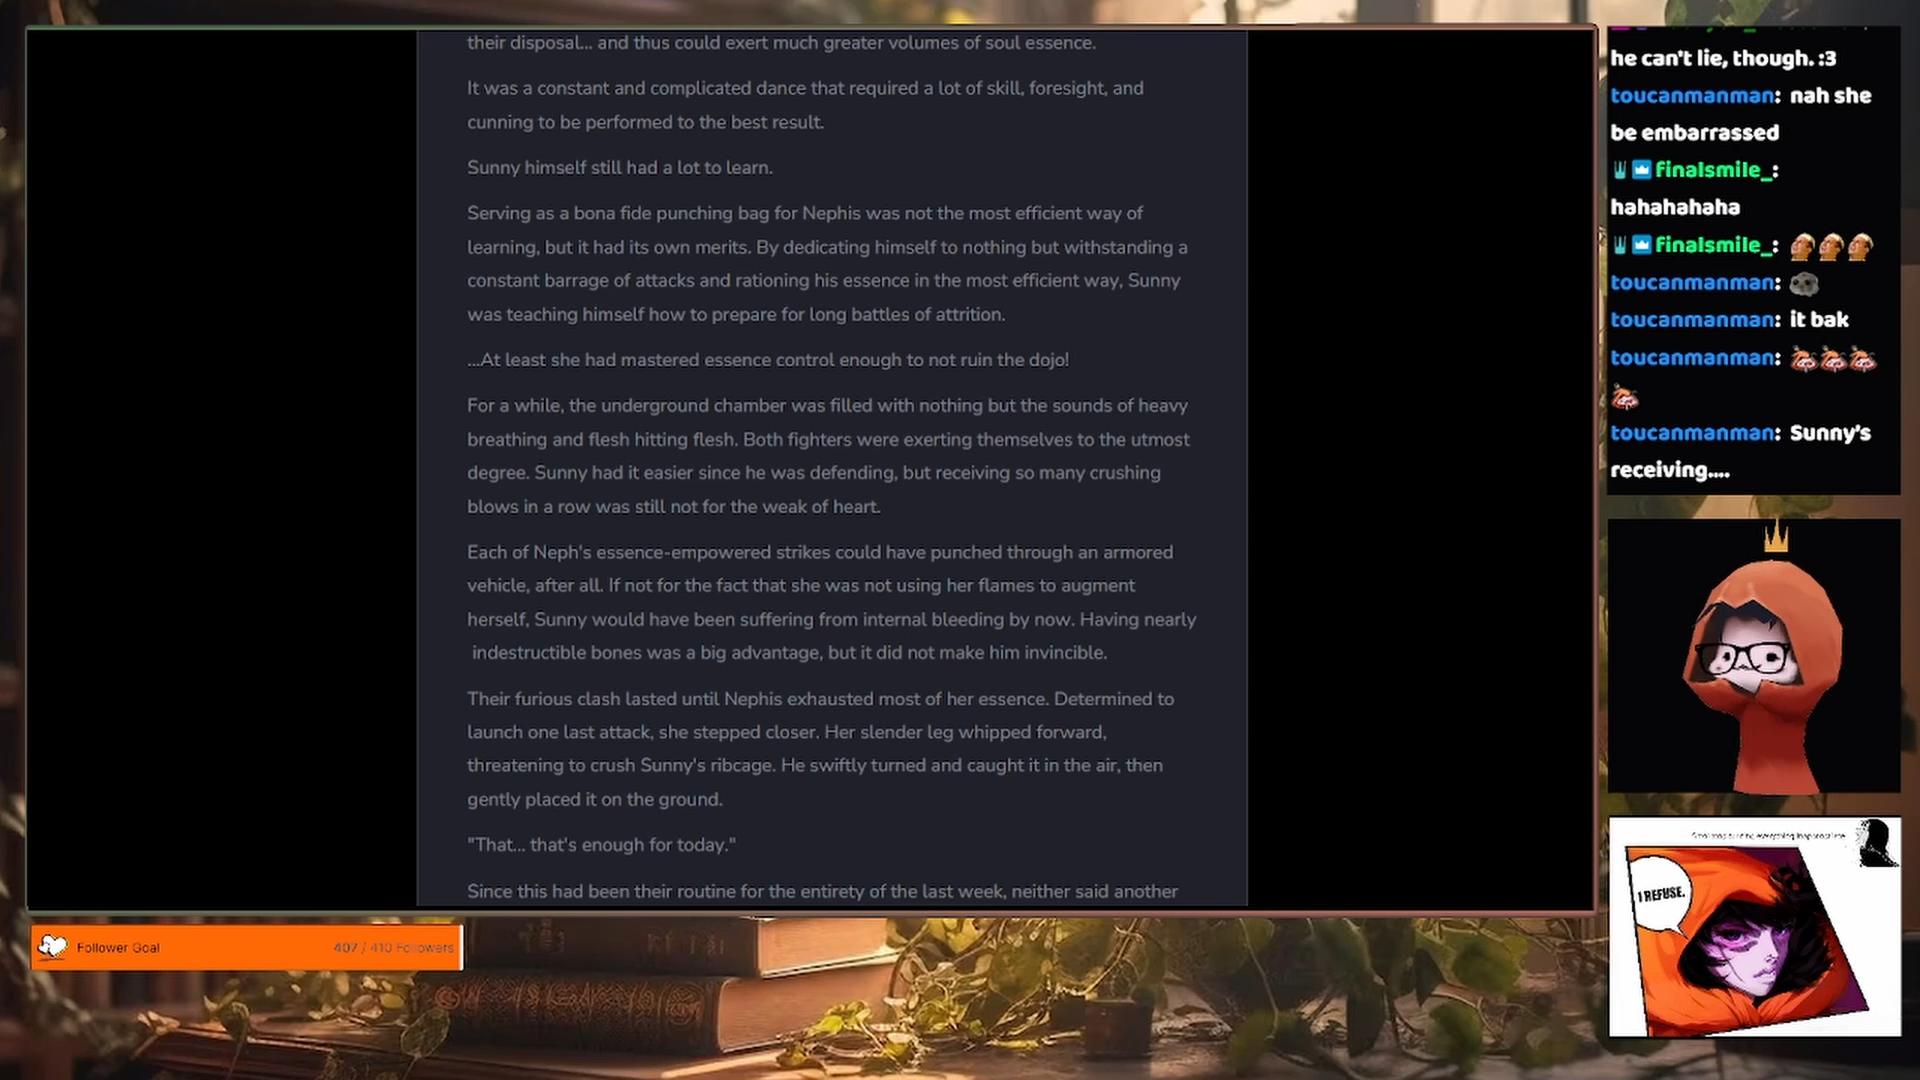 their disposal... and thus could exert much greater volumes of soul essence.
It was a constant and complicated dance that required a lot of skill, foresight, and
cunning to be performed to the best result.
Sunny himself still had a lot to learn.
Serving as a bona fide punching bag for Nephis was not the most efficient way of
learning, but it had its own merits. By dedicating himself to nothing but withstanding a
constant barrage of attacks and rationing his essence in the most efficient way, Sunny
was teaching himself how to prepare for long battles of attrition.
...At least she had mastered essence control enough to not ruin the dojo!
For a while, the underground chamber was filled with nothing but the sounds of heavy
breathing and flesh hitting flesh. Both fighters were exerting themselves to the utmost
degree. Sunny had it easier since he was defending, but receiving so many crushing
blows in a row was still not for the weak of heart.
Each of Neph's essence-empowered strikes could have punched through an armored
vehicle, after all. If not for the fact that she was not using her flames to augment
herself, Sunny would have been suffering from internal bleeding by now. Having nearly
indestructible bones was a big advantage, but it did not make him invincible.
Their furious clash lasted until Nephis exhausted most of her essence. Determined to
launch one last attack, she stepped closer. Her slender leg whipped forward,
threatening to crush Sunny's ribcage. He swiftly turned and caught it in the air, then
gently placed it on the ground.
"That... that's enough for today."
Since this had been their routine for the entirety of the last week, neither said another
he can't lie, though. :3
toucanmanman: nah she
be embarrassed
finalsmile_:
hahahahaha
finalsmile_:
toucanmanman:
toucanmanman: it bak
toucanmanman:
toucanmanman: Sunny's
receiving....
I REFUSE.
Follower Goal
407 / 410 Followers